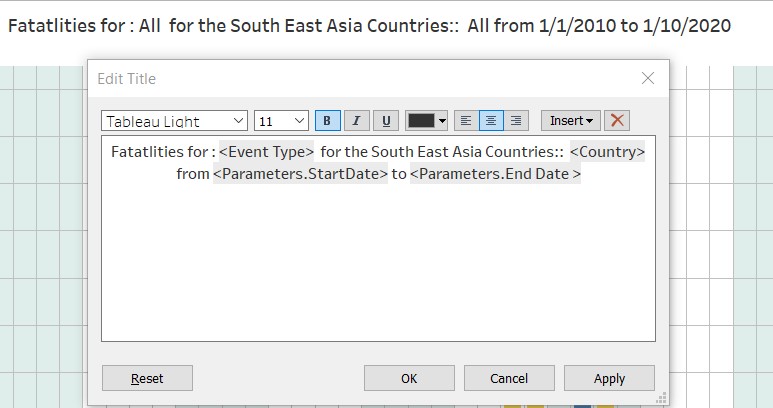 Fatatlities for : All  for the South East Asia Countries::  All from 1/1/2010 to 1/10/2020
Edit Title
Tableau Light 11 B I U Insert
Fatatlities for : <Event Type>  for the South East Asia Countries::  <Country>
from <Parameters.StartDate> to <Parameters.End Date >
Reset OK Cancel Apply